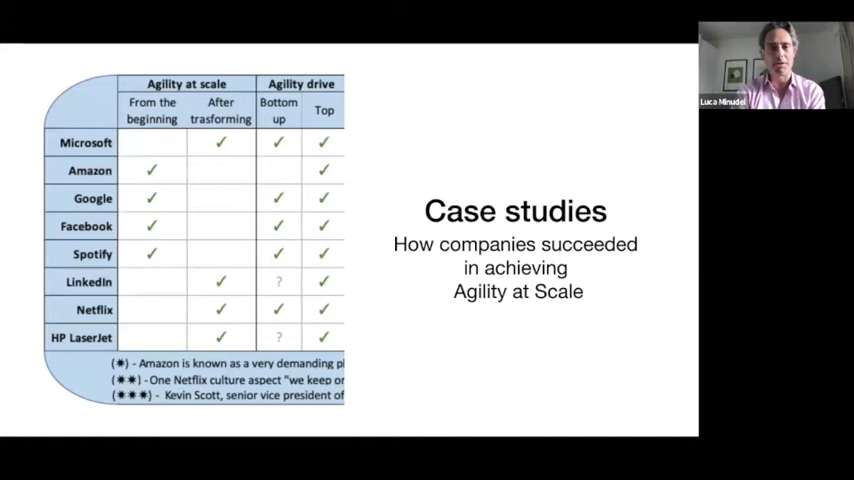 Agility at scale Agility drive
From the beginning After trasforming Bottom up Top
Microsoft ✓ ✓ ✓
Amazon ✓ ✓
Google ✓ ✓ ✓
Facebook ✓ ✓ ✓
Spotify ✓ ✓ ✓
LinkedIn ✓ ? ✓
Netflix ✓ ✓ ✓
HP LaserJet ✓ ? ✓
(✷) - Amazon is known as a very demanding pl
(✷✷) - One Netflix culture aspect "we keep or
(✷✷✷) - Kevin Scott, senior vice president of
Case studies
How companies succeeded
in achieving
Agility at Scale
Luca Minudel